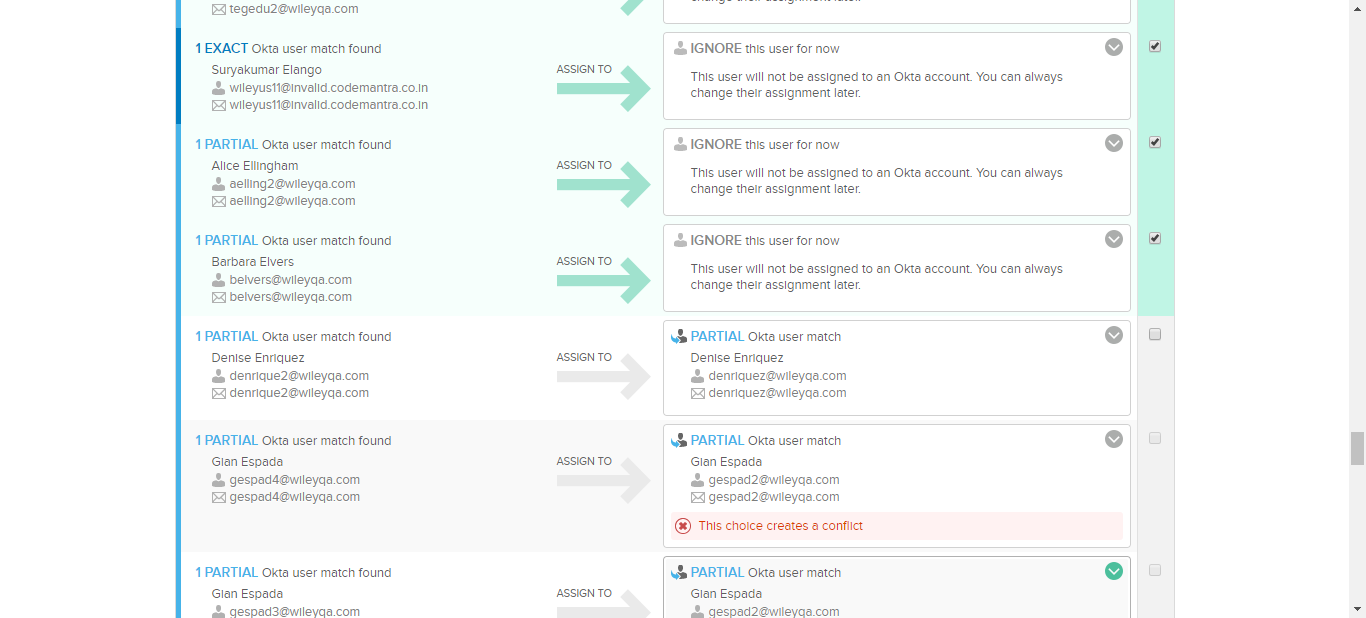 tegedu2@wileyqa.com
change their assignment later.
1 EXACT Okta user match found
Suryakumar Elango
wileyus11@invalid.codemantra.co.in
wileyus11@invalid.codemantra.co.in
ASSIGN TO
IGNORE this user for now
This user will not be assigned to an Okta account. You can always
change their assignment later.
1 PARTIAL Okta user match found
Alice Ellingham
aelling2@wileyqa.com
aelling2@wileyqa.com
ASSIGN TO
IGNORE this user for now
This user will not be assigned to an Okta account. You can always
change their assignment later.
1 PARTIAL Okta user match found
Barbara Elvers
belvers@wileyqa.com
belvers@wileyqa.com
ASSIGN TO
IGNORE this user for now
This user will not be assigned to an Okta account. You can always
change their assignment later.
1 PARTIAL Okta user match found
Denise Enriquez
denrique2@wileyqa.com
denrique2@wileyqa.com
ASSIGN TO
PARTIAL Okta user match
Denise Enriquez
denriquez@wileyqa.com
denriquez@wileyqa.com
1 PARTIAL Okta user match found
Gian Espada
gespad4@wileyqa.com
gespad4@wileyqa.com
ASSIGN TO
PARTIAL Okta user match
Gian Espada
gespad2@wileyqa.com
gespad2@wileyqa.com
This choice creates a conflict
1 PARTIAL Okta user match found
Gian Espada
gespad3@wileyqa.com
ASSIGN TO
PARTIAL Okta user match
Gian Espada
gespad2@wileyqa.com